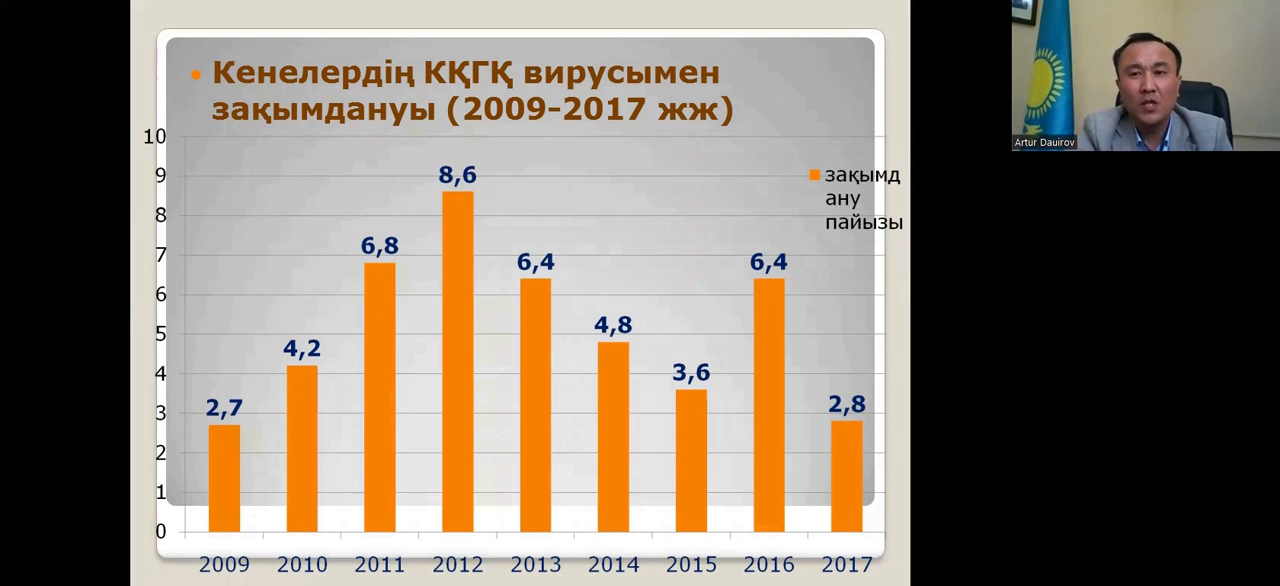 Кенелердің КҚГҚ вирусымен
зақымдануы (2009-2017 жж)
10
9
8
7
6
5
4
3
2
1
0
2,7
4,2
6,8
8,6
6,4
4,8
3,6
6,4
2,8
зақымд
ану
пайызы
2009 2010 2011 2012 2013 2014 2015 2016 2017
Artur Dauirov